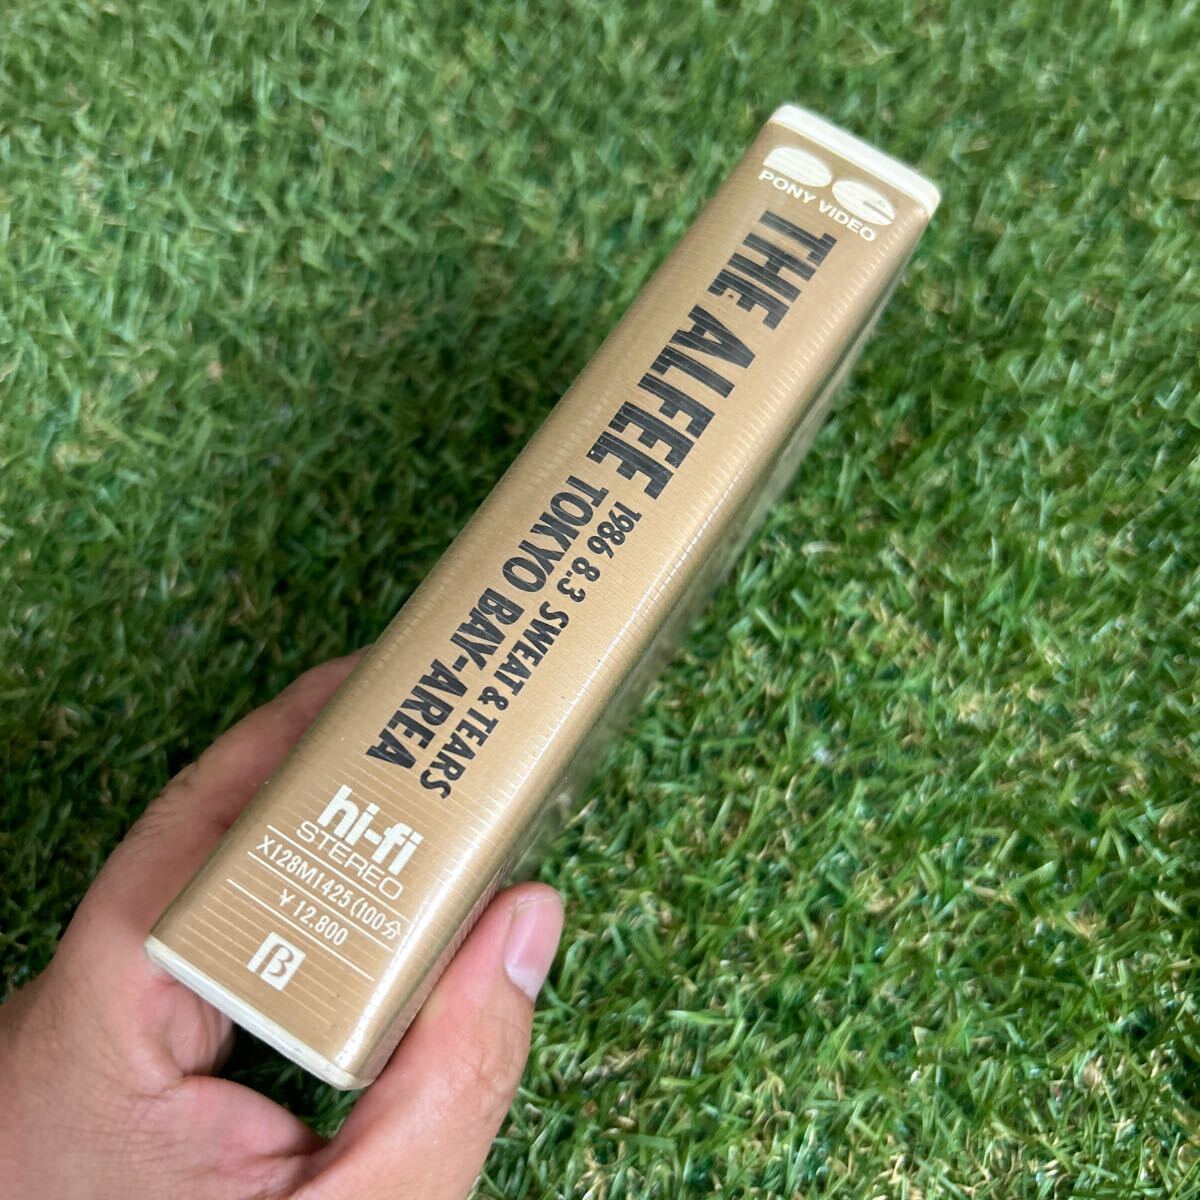 PONY VIDEO
THE ALFEE
1986 8.3 SWEAT & TEARS
TOKYO BAY-AREA
hi-fi
STEREO
X128M1425(100分)
¥12,800
β